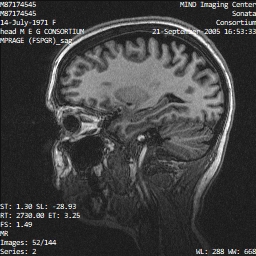 M87174545
M87174545
14-July-1971 F
head M E G CONSORTIUM
MPRAGE (FSPGR)_sag
MIND Imaging Center
Sonata
Consortium
21-September-2005 16:53:33
ST: 1.30 SL: -28.93
RT: 2730.00 ET: 3.25
FS: 1.49
MR
Images: 52/144
Series: 2
WL: 288 WW: 668